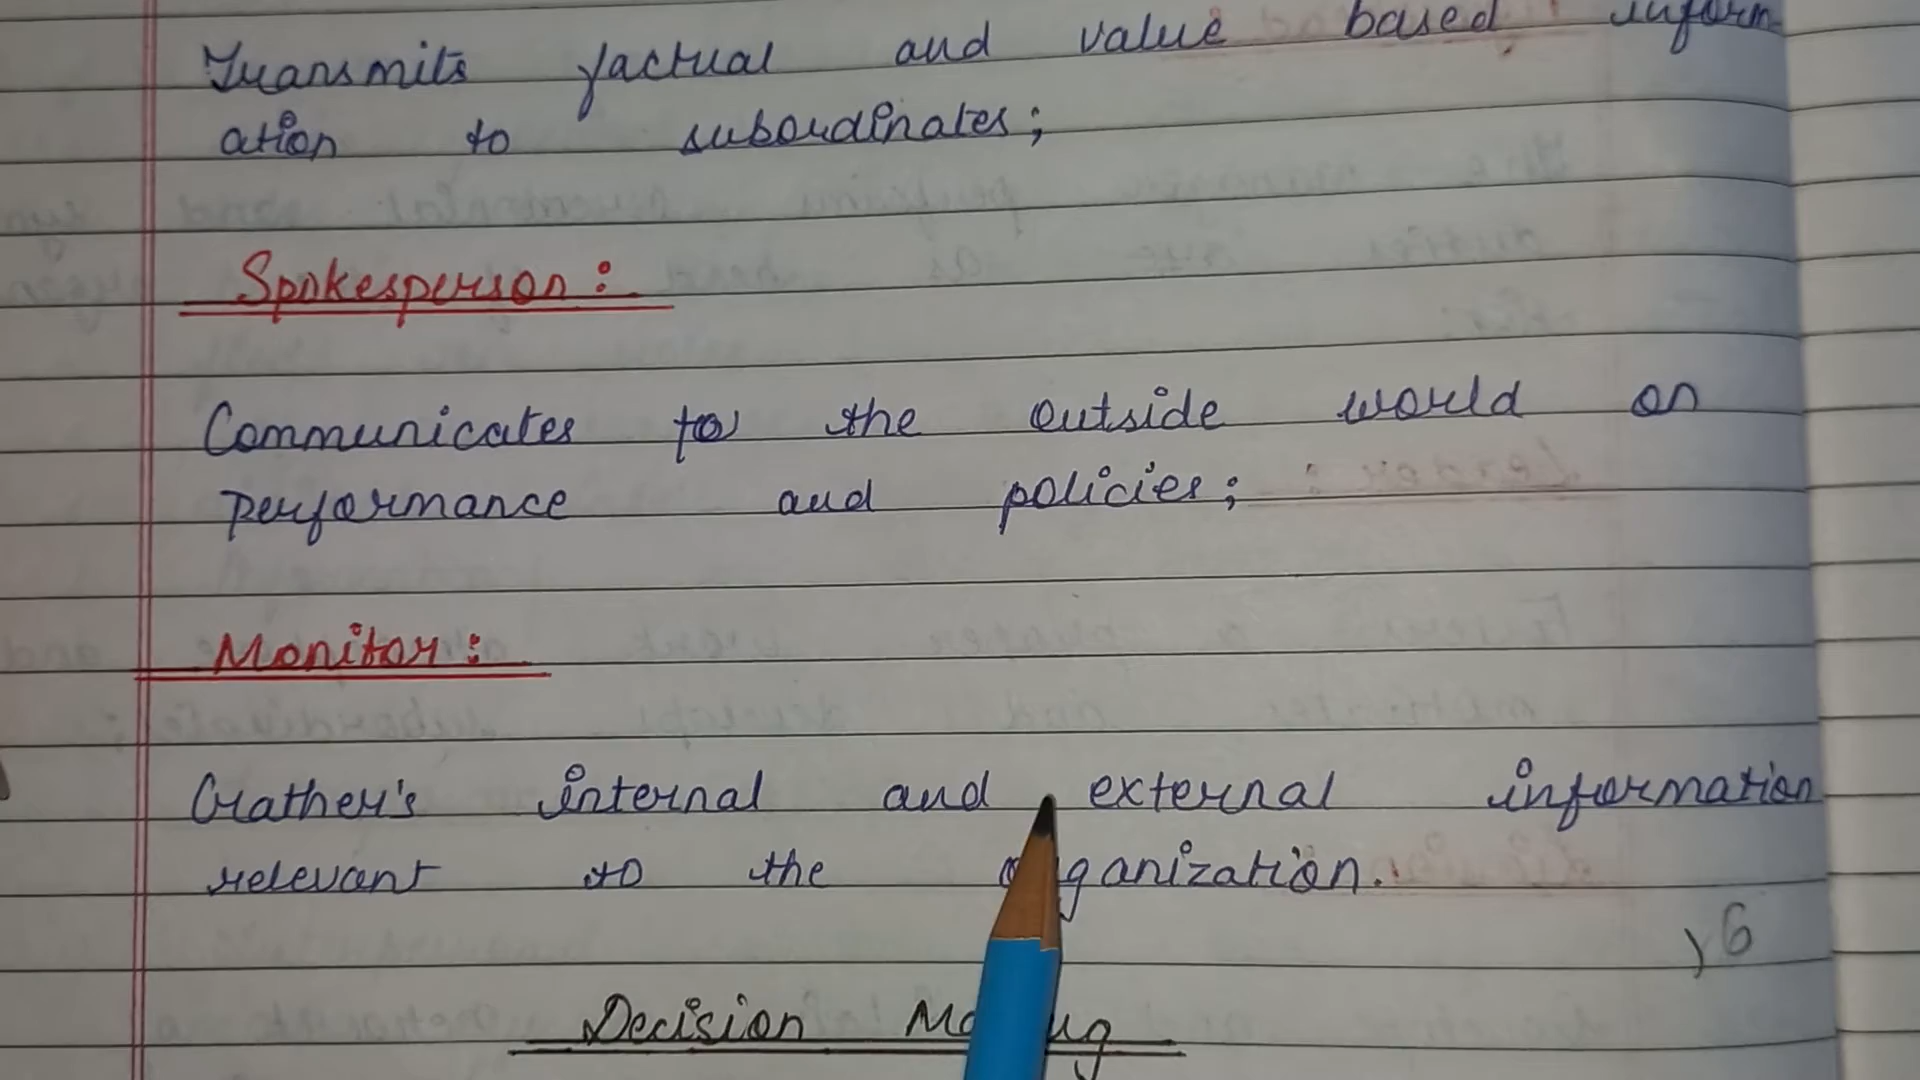 Transmits factual and value based inform
ation to subordinates;
Spokesperson:
Communicates to the outside world on
performance and policies;
Monitor:
Gather's internal and external information
relevant to the organization.
6
Decision